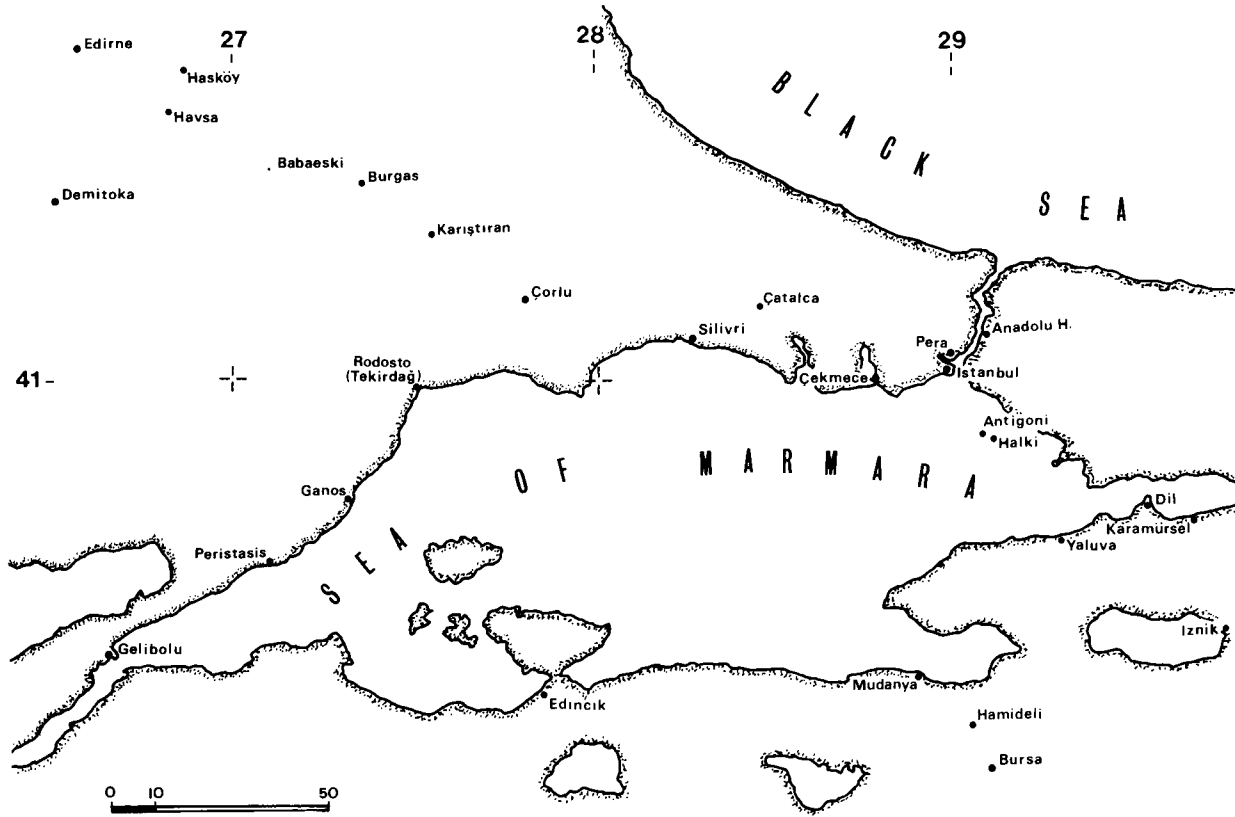 27
28
29
Edirne
Hasköy
Havsa
BLACK SEA
Babaeski
Burgas
Demitoka
Karıştıran
Çorlu
Çatalca
Silivri
Anadolu H.
Pera
41
Rodosto
(Tekirdağ)
Çekmece
Istanbul
Antigoni
Halki
SEA OF MARMARA
Ganos
Dil
Karamürsel
Yaluva
Peristasis
Iznik
Gelibolu
Mudanya
Edıncık
Hamideli
Bursa
0 10 50